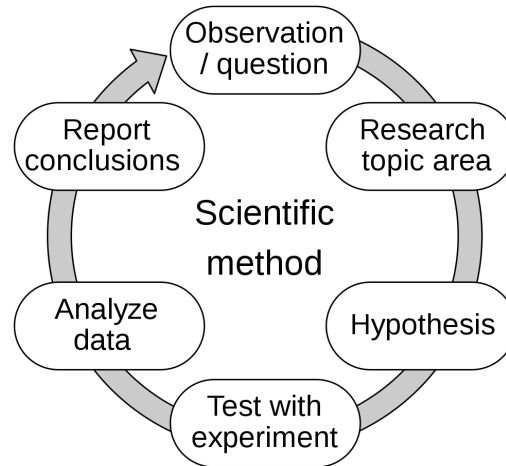 Observation
/ question
Research
topic area
Hypothesis
Test with
experiment
Analyze
data
Report
conclusions
Scientific
method